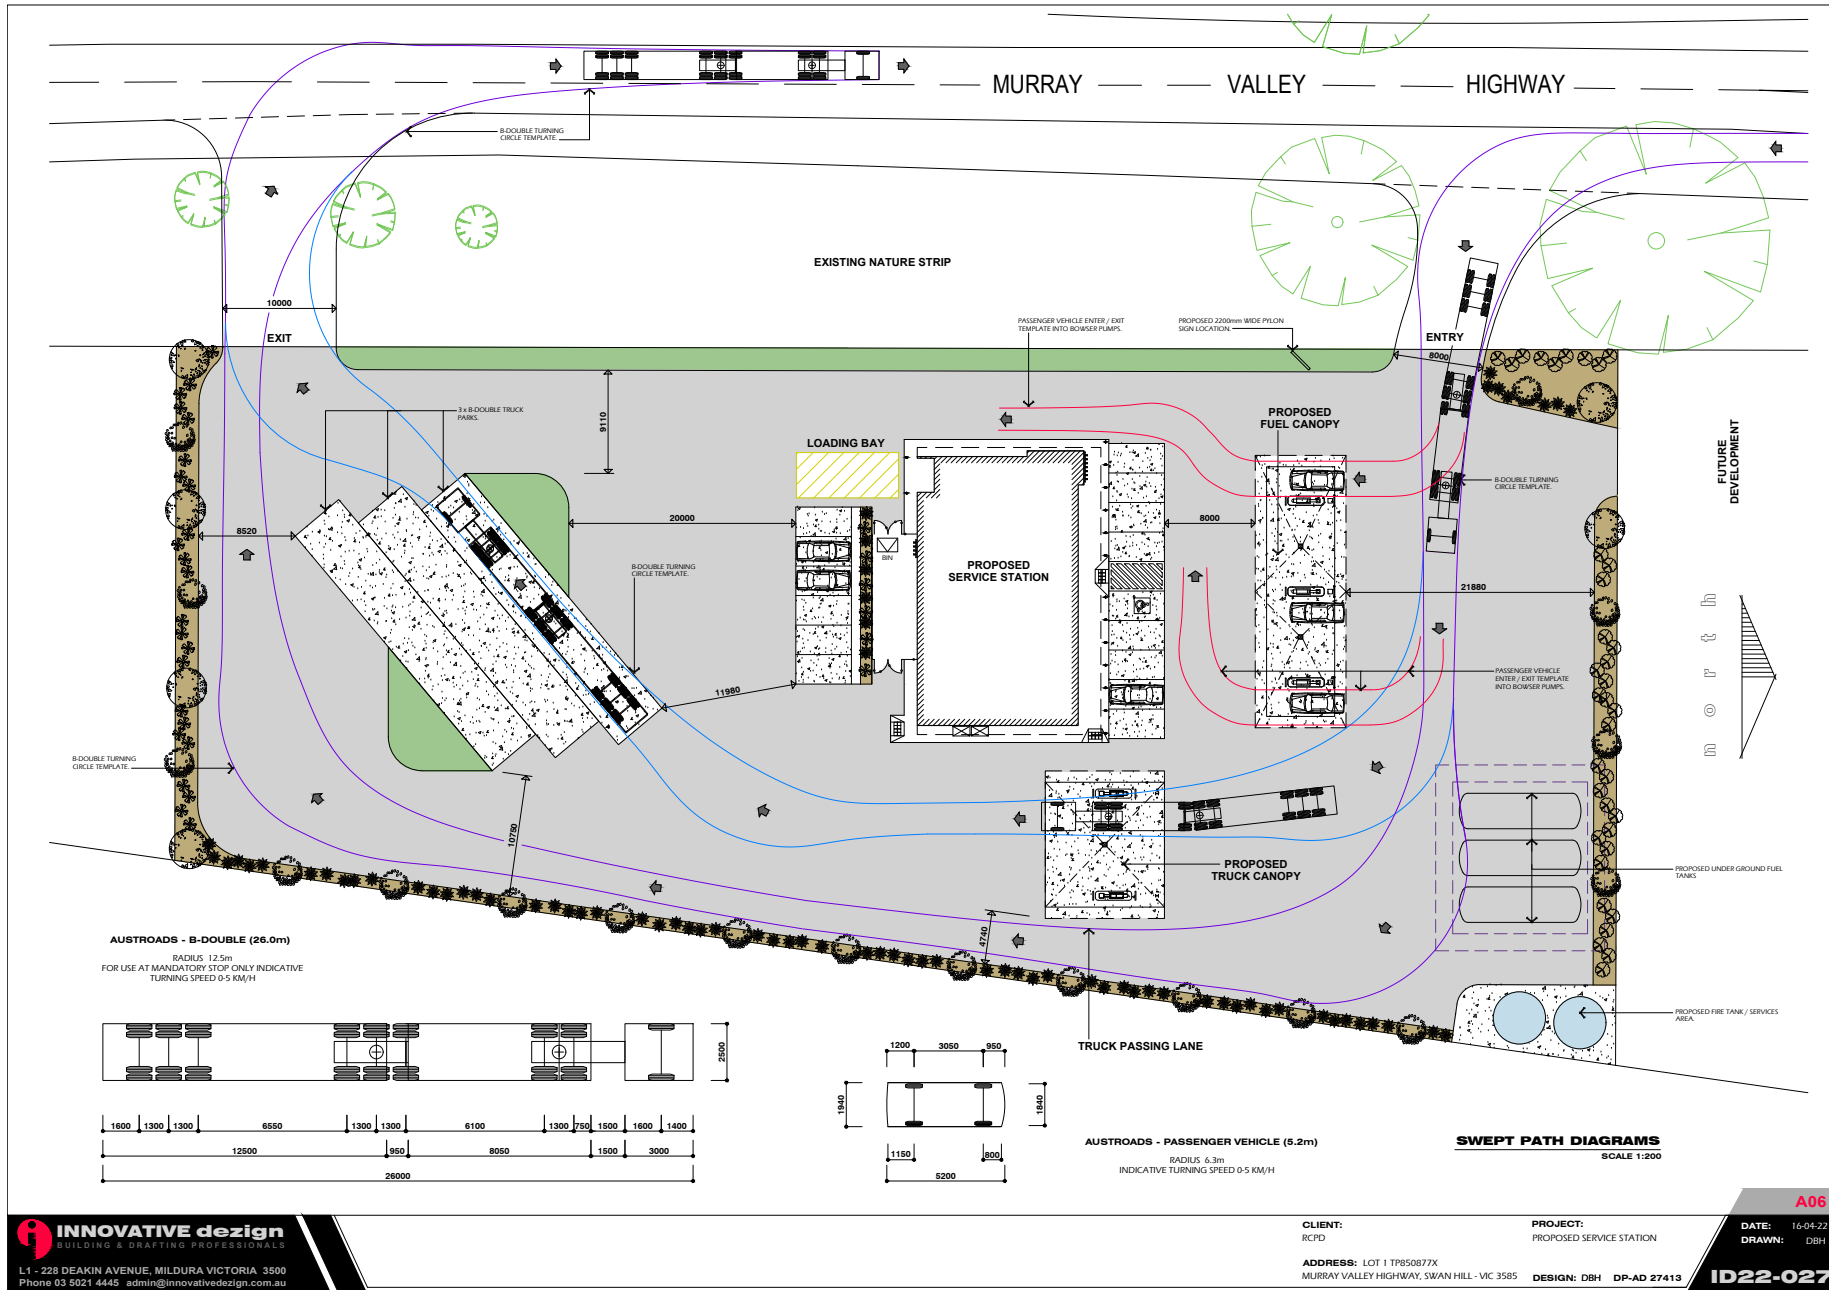 MURRAY VALLEY HIGHWAY
B-DOUBLE TURNING
CIRCLE TEMPLATE.
EXISTING NATURE STRIP
10000
EXIT
PASSENGER VEHICLE ENTER / EXIT
TEMPLATE INTO BOWSER PUMPS.
PROPOSED 2200mm WIDE PYLON
SIGN LOCATION.
ENTRY
8000
3 x B-DOUBLE TRUCK
PARKS.
9110
LOADING BAY
PROPOSED
FUEL CANOPY
FUTURE
DEVELOPMENT
B-DOUBLE TURNING
CIRCLE TEMPLATE.
8520
20000
8000
BIN
PROPOSED
SERVICE STATION
B-DOUBLE TURNING
CIRCLE TEMPLATE.
21880
north
11980
PASSENGER VEHICLE
ENTER / EXIT TEMPLATE
INTO BOWSER PUMPS.
B-DOUBLE TURNING
CIRCLE TEMPLATE.
10750
PROPOSED
TRUCK CANOPY
PROPOSED UNDER GROUND FUEL
TANKS
4740
PROPOSED FIRE TANK / SERVICES
AREA.
TRUCK PASSING LANE
AUSTROADS - B-DOUBLE (26.0m)
RADIUS 12.5m
FOR USE AT MANDATORY STOP ONLY INDICATIVE
TURNING SPEED 0-5 KM/H
2500
1600 1300 1300 6550 1300 1300 6100 1300 750 1500 1600 1400
12500 950 8050 1500 3000
26000
1200 3050 950
1940
1840
1150 800
5200
AUSTROADS - PASSENGER VEHICLE (5.2m)
RADIUS 6.3m
INDICATIVE TURNING SPEED 0-5 KM/H
SWEPT PATH DIAGRAMS
SCALE 1:200
A06
INNOVATIVE dezign
BUILDING & DRAFTING PROFESSIONALS
L1 - 228 DEAKIN AVENUE, MILDURA VICTORIA 3500
Phone 03 5021 4445 admin@innovativedezign.com.au
CLIENT:
RCPD
ADDRESS: LOT 1 TP850877X
MURRAY VALLEY HIGHWAY, SWAN HILL - VIC 3585
PROJECT:
PROPOSED SERVICE STATION
DESIGN: DBH DP-AD 27413
DATE: 16-04-22
DRAWN: DBH
ID22-027